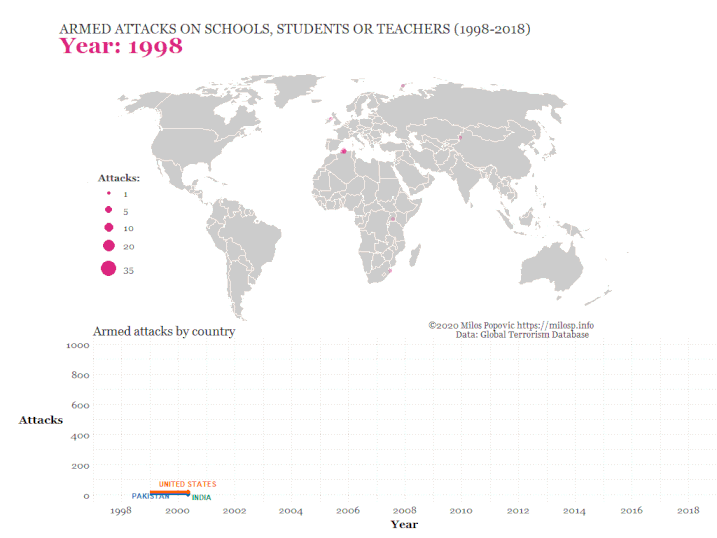 ARMED ATTACKS ON SCHOOLS, STUDENTS OR TEACHERS (1998-2018)
Year: 1998
Attacks:
1
5
10
20
35
©2020 Milos Popovic https://milosp.info
Data: Global Terrorism Database
Armed attacks by country
1000
800
600
Attacks
400
200
UNITED STATES
0
PAKISTAN INDIA
1998 2000 2002 2004 2006 2008 2010 2012 2014 2016 2018
Year